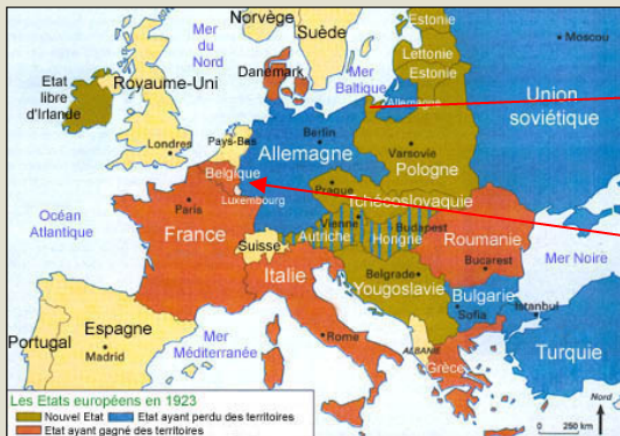 Norvège
Suède
Estonie
Moscou
Mer
du
Nord
Lettonie
Estonie
Danemark
Mer
Baltique
Royaume-Uni
Etat
libre
d'Irlande
Allemagne
Union
soviétique
Londres
Pays-Bas
Berlin
Allemagne
Varsovie
Pologne
Belgique
Prague
Tchécoslovaquie
Luxembourg
Paris
Océan
Atlantique
France
Vienne
Autriche
Budapest
Hongrie
Roumanie
Suisse
Bucarest
Mer Noire
Italie
Belgrade
Yougoslavie
Bulgarie
Sofia
Istanbul
Portugal
Espagne
Madrid
Mer
Méditerranée
Rome
ALBANIE
Grèce
Turquie
Les Etats européens en 1923
Nouvel Etat
Etat ayant perdu des territoires
Etat ayant gagné des territoires
Nord
0 250 km